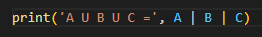 print('A U B U C =', A | B | C)